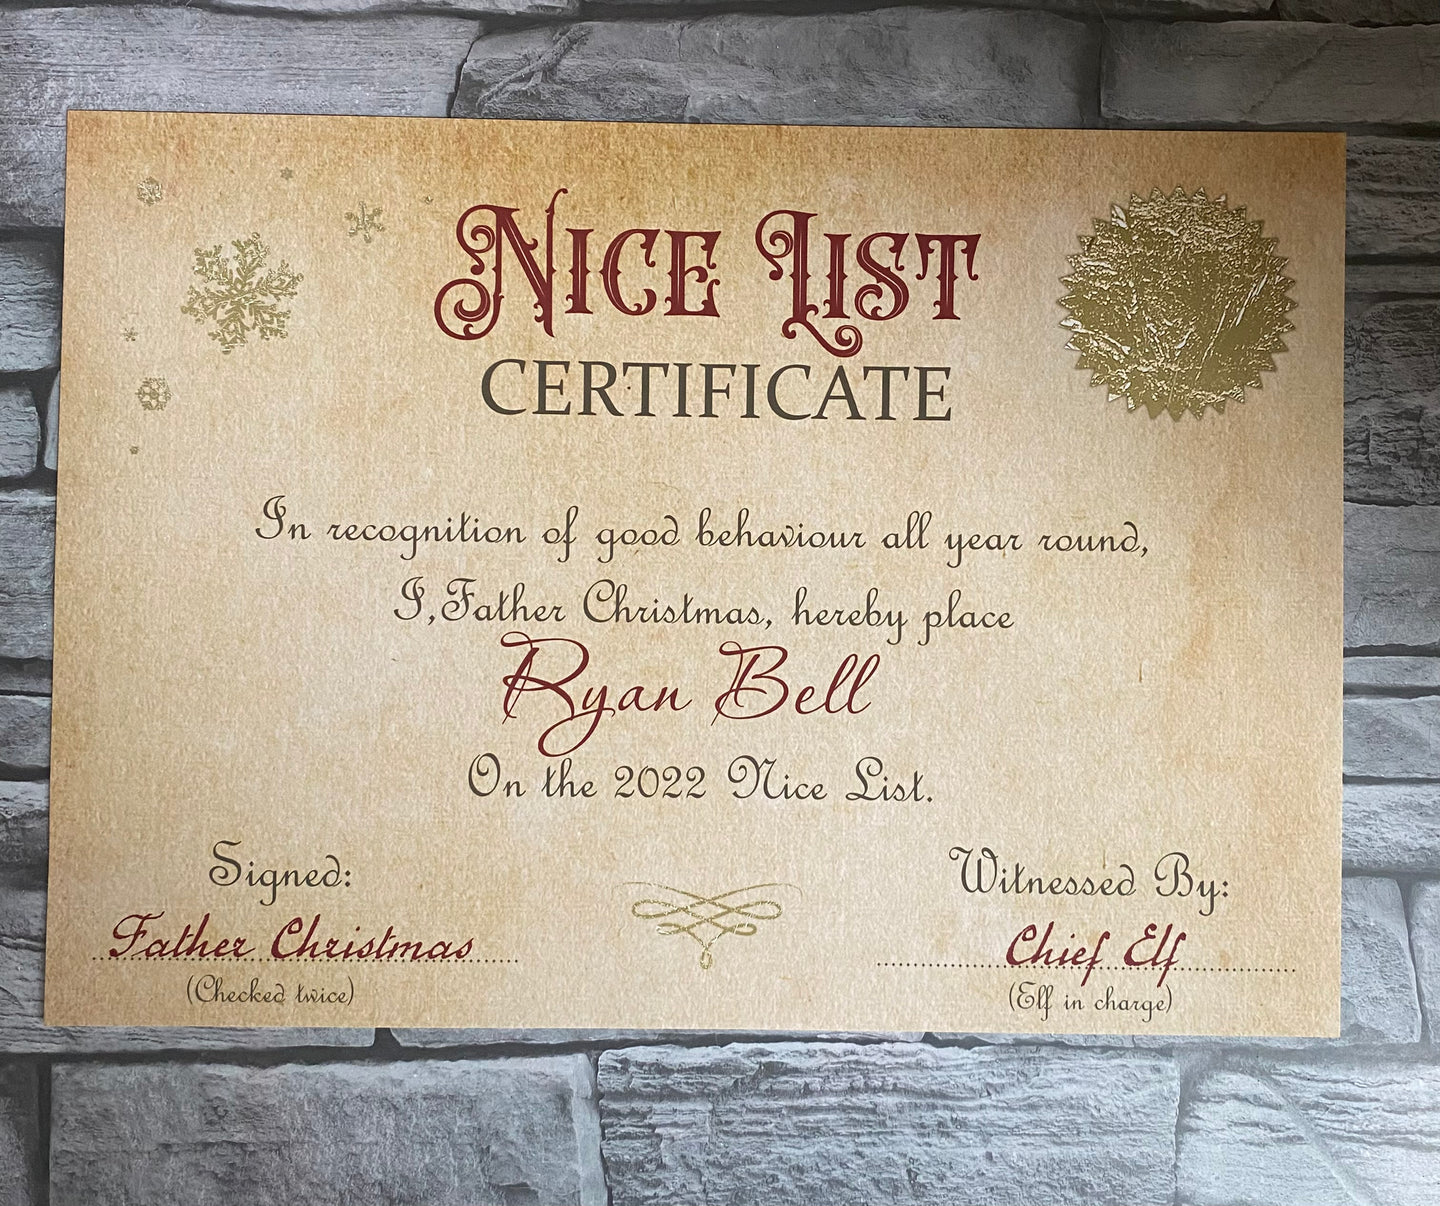 Nice List
CERTIFICATE
In recognition of good behaviour all year round,
I,Father Christmas, hereby place
Ryan Bell
On the 2022 Nice List.
Signed:
Father Christmas
(Checked twice)
Witnessed By:
Chief Elf
(Elf in charge)